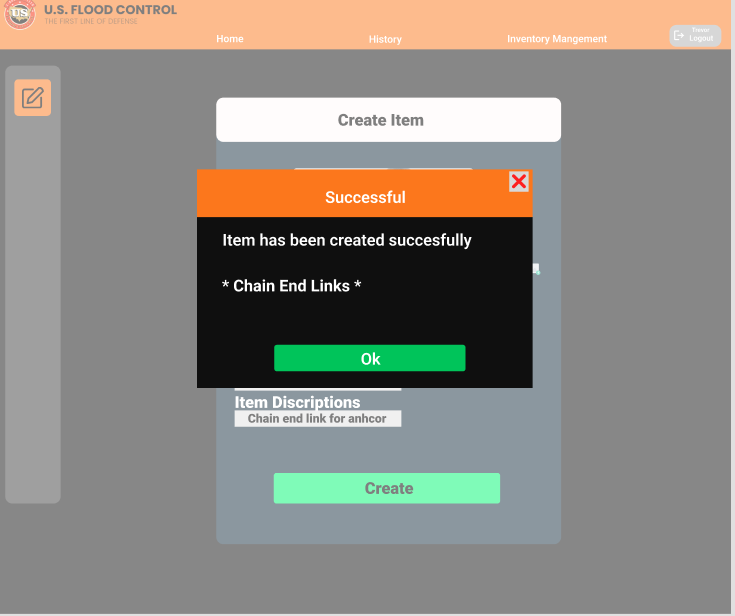 U.S. FLOOD CONTROL
THE FIRST LINE OF DEFENSE
Home
History
Inventory Mangement
Trevor
Logout
Create Item
Successful
Item has been created succesfully
* Chain End Links *
Ok
Item Discriptions
Chain end link for anhcor
Create